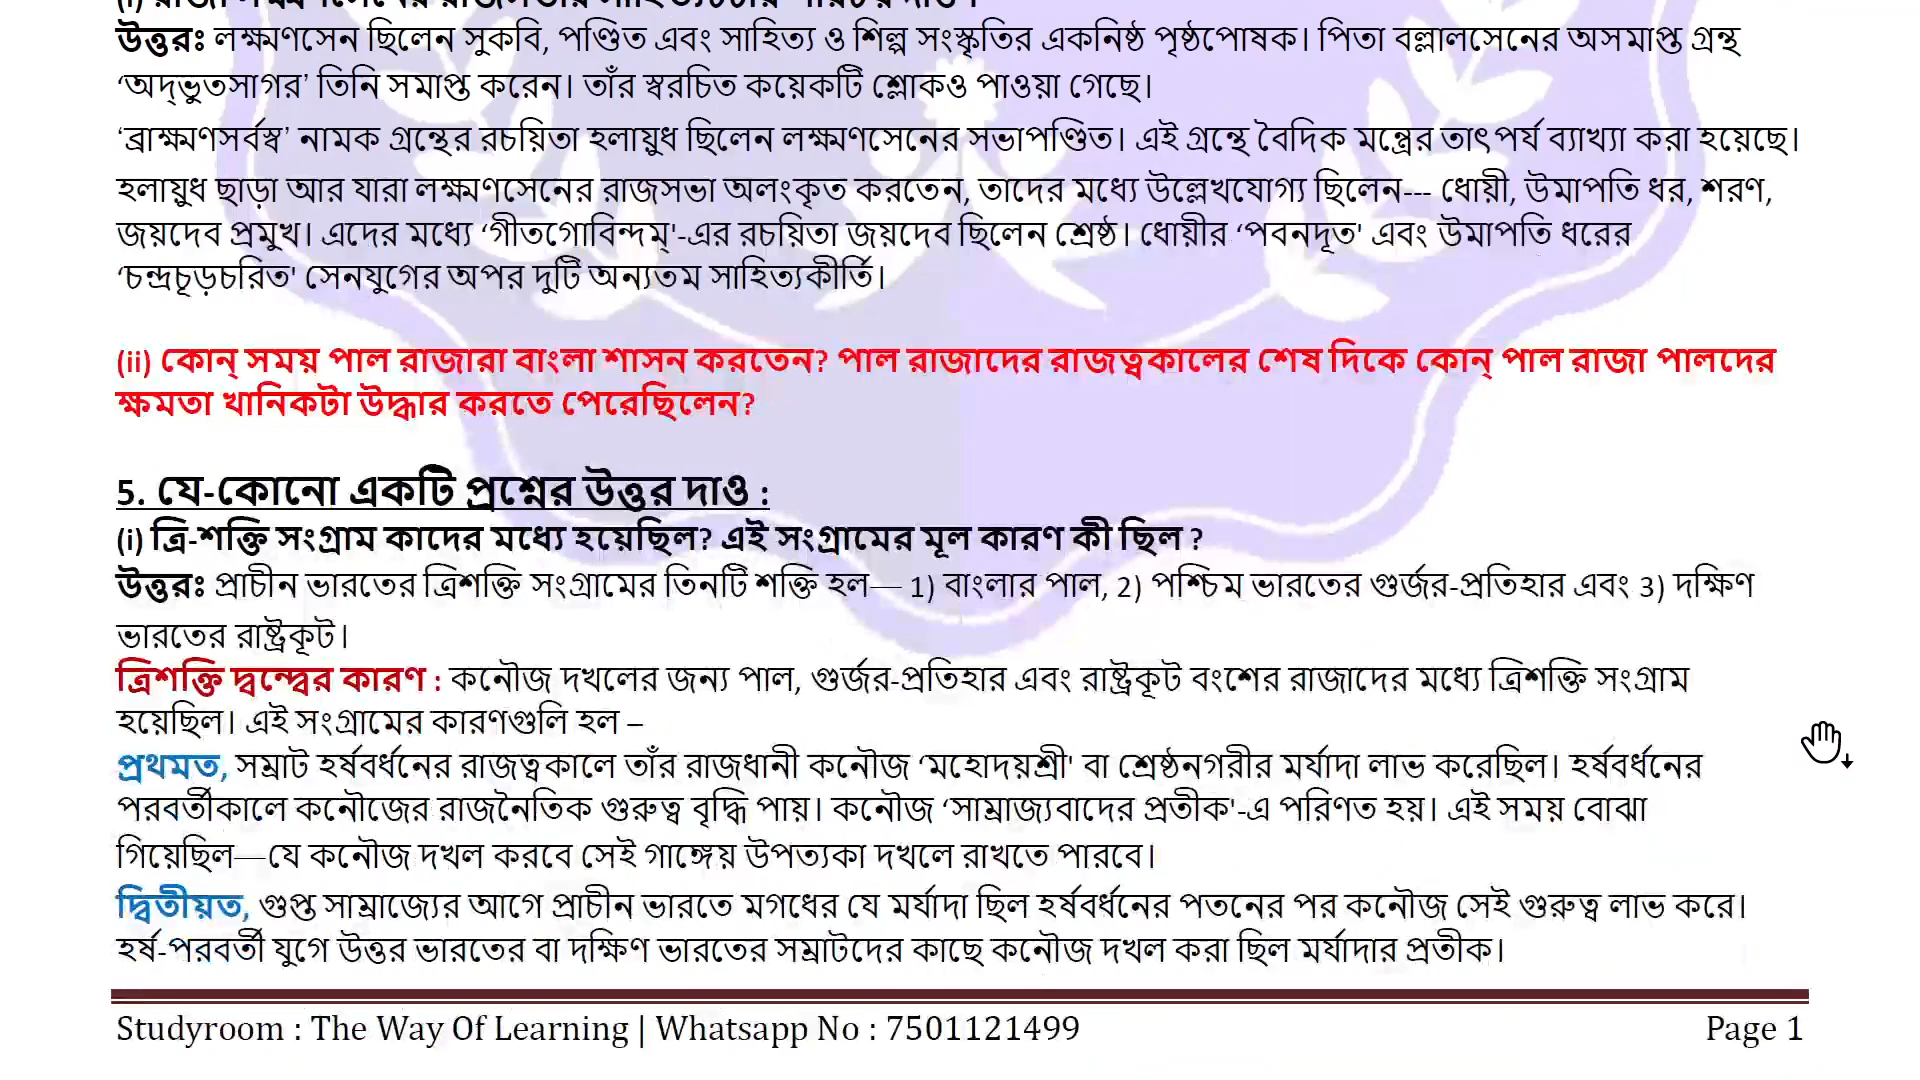 (i) রাজা লক্ষ্মণসেনের রাজসভার সাহিত্যচর্চার পরিচয় দাও।
উত্তরঃ লক্ষ্মণসেন ছিলেন সুকবি, পণ্ডিত এবং সাহিত্য ও শিল্প সংস্কৃতির একনিষ্ঠ পৃষ্ঠপোষক। পিতা বল্লালসেনের অসমাপ্ত গ্রন্থ
‘অদ্ভুতসাগর’ তিনি সমাপ্ত করেন। তাঁর স্বরচিত কয়েকটি শ্লোকও পাওয়া গেছে।
‘ব্রাহ্মণসর্বস্ব’ নামক গ্রন্থের রচয়িতা হলায়ুধ ছিলেন লক্ষ্মণসেনের সভাপণ্ডিত। এই গ্রন্থে বৈদিক মন্ত্রের তাৎপর্য ব্যাখ্যা করা হয়েছে।
হলায়ুধ ছাড়া আর যারা লক্ষ্মণসেনের রাজসভা অলংকৃত করতেন, তাদের মধ্যে উল্লেখযোগ্য ছিলেন--- ধোয়ী, উমাপতি ধর, শরণ,
জয়দেব প্রমুখ। এদের মধ্যে ‘গীতগোবিন্দম্'-এর রচয়িতা জয়দেব ছিলেন শ্রেষ্ঠ। ধোয়ীর ‘পবনদূত' এবং উমাপতি ধরের
‘চন্দ্রচূড়চরিত' সেনযুগের অপর দুটি অন্যতম সাহিত্যকীর্তি।
(ii) কোন্ সময় পাল রাজারা বাংলা শাসন করতেন? পাল রাজাদের রাজত্বকালের শেষ দিকে কোন্ পাল রাজা পালদের
ক্ষমতা খানিকটা উদ্ধার করতে পেরেছিলেন?
5. যে-কোনো একটি প্রশ্নের উত্তর দাও :
(i) ত্রি-শক্তি সংগ্রাম কাদের মধ্যে হয়েছিল? এই সংগ্রামের মূল কারণ কী ছিল ?
উত্তরঃ প্রাচীন ভারতের ত্রিশক্তি সংগ্রামের তিনটি শক্তি হল— 1) বাংলার পাল, 2) পশ্চিম ভারতের গুর্জর-প্রতিহার এবং 3) দক্ষিণ
ভারতের রাষ্ট্রকূট।
ত্রিশক্তি দ্বন্দ্বের কারণ : কনৌজ দখলের জন্য পাল, গুর্জর-প্রতিহার এবং রাষ্ট্রকূট বংশের রাজাদের মধ্যে ত্রিশক্তি সংগ্রাম
হয়েছিল। এই সংগ্রামের কারণগুলি হল –
প্রথমত, সম্রাট হর্ষবর্ধনের রাজত্বকালে তাঁর রাজধানী কনৌজ ‘মহোদয়শ্রী' বা শ্রেষ্ঠনগরীর মর্যাদা লাভ করেছিল। হর্ষবর্ধনের
পরবর্তীকালে কনৌজের রাজনৈতিক গুরুত্ব বৃদ্ধি পায়। কনৌজ ‘সাম্রাজ্যবাদের প্রতীক'-এ পরিণত হয়। এই সময় বোঝা
গিয়েছিল—যে কনৌজ দখল করবে সেই গাঙ্গেয় উপত্যকা দখলে রাখতে পারবে।
দ্বিতীয়ত, গুপ্ত সাম্রাজ্যের আগে প্রাচীন ভারতে মগধের যে মর্যাদা ছিল হর্ষবর্ধনের পতনের পর কনৌজ সেই গুরুত্ব লাভ করে।
হর্ষ-পরবর্তী যুগে উত্তর ভারতের বা দক্ষিণ ভারতের সম্রাটদের কাছে কনৌজ দখল করা ছিল মর্যাদার প্রতীক।
Studyroom : The Way Of Learning | Whatsapp No : 7501121499
Page 1